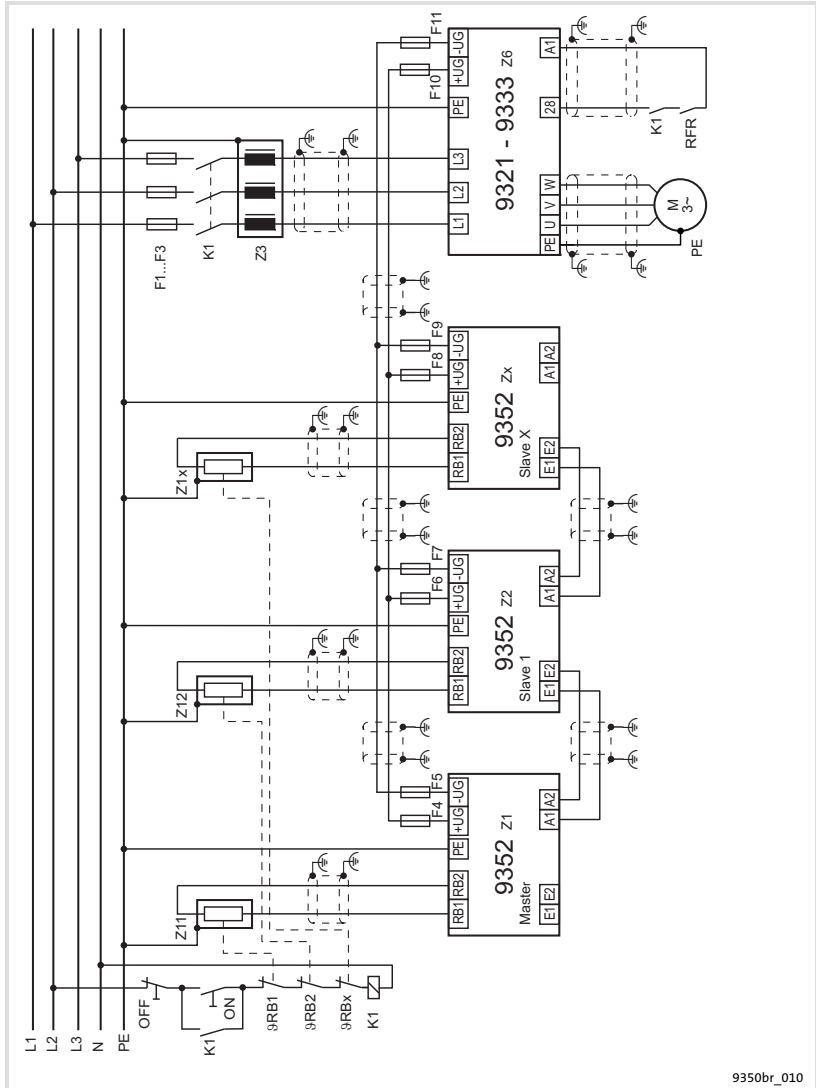 L1
L2
L3
N
PE
OFF
K1
ON
ϑRB1
ϑRB2
ϑRBx
K1
Z11
RB1 RB2 PE +UG -UG
F4 F5
9352 Z1
Master
E1 E2 A1 A2
Z12
RB1 RB2 PE +UG -UG
F6 F7
9352 Z2
Slave 1
E1 E2 A1 A2
Z1x
RB1 RB2 PE +UG -UG
F8 F9
9352 Zx
Slave X
E1 E2 A1 A2
F1...F3
K1
Z3
L1 L2 L3 PE +UG -UG
F10 F11
9321 - 9333 Z6
PE U V W 28 A1
M
3~
PE
K1
RFR
9350br_010